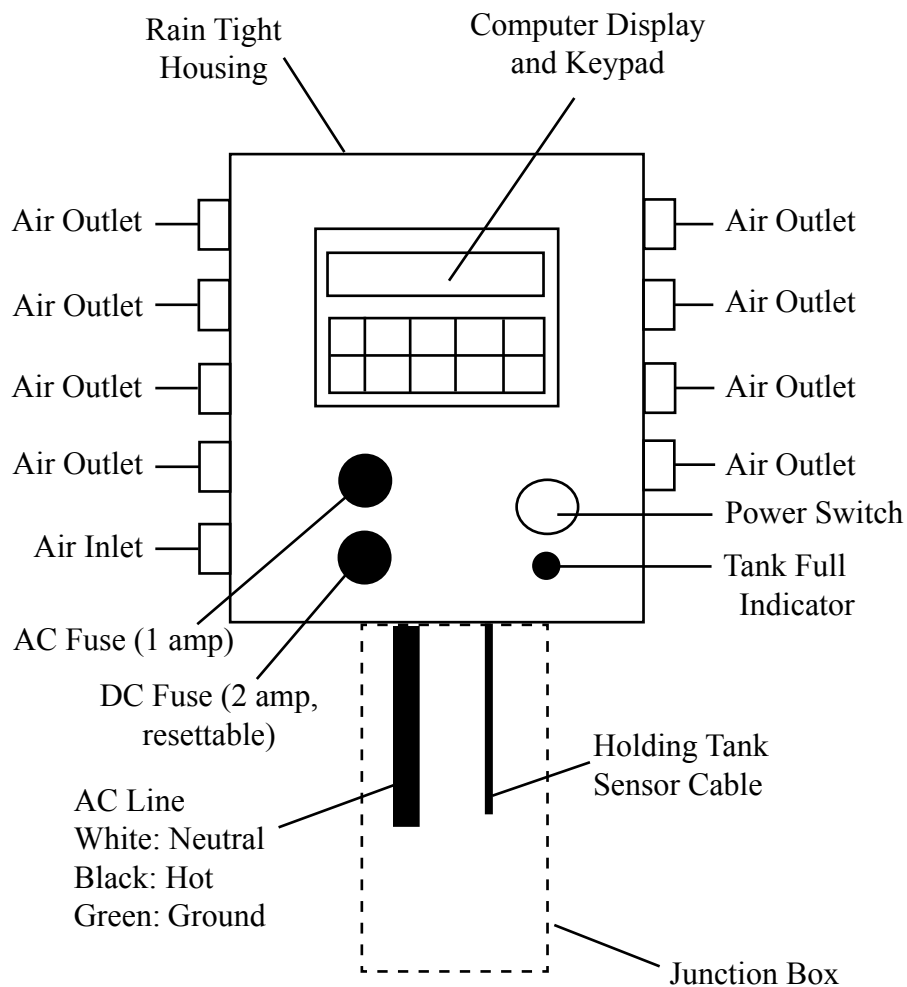 Rain Tight
Housing
Computer Display
and Keypad
Air Outlet
Air Outlet
Air Outlet
Air Outlet
Air Outlet
Air Outlet
Air Outlet
Air Outlet
Power Switch
Air Inlet
Tank Full
Indicator
AC Fuse (1 amp)
DC Fuse (2 amp,
resettable)
Holding Tank
Sensor Cable
AC Line
White: Neutral
Black: Hot
Green: Ground
Junction Box